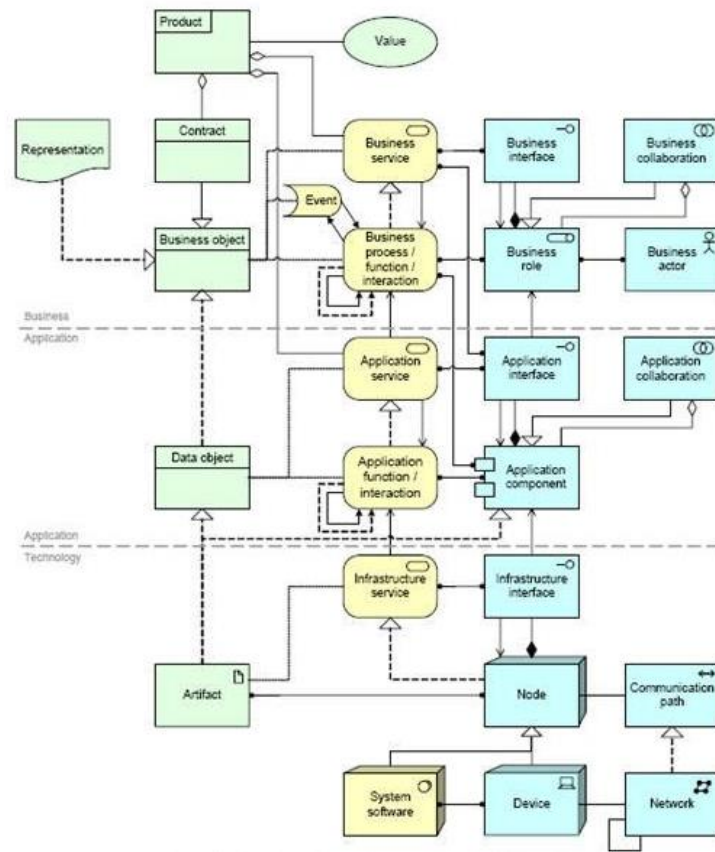 Product
Value
Contract
Representation
Business
service
Business
interface
Business
collaboration
Event
Business object
Business
process /
function /
interaction
Business
role
Business
actor
Business
Application
Application
service
Application
interface
Application
collaboration
Data object
Application
function /
interaction
Application
component
Application
Technology
Infrastructure
service
Infrastructure
interface
Artifact
Node
Communication
path
System
software
Device
Network